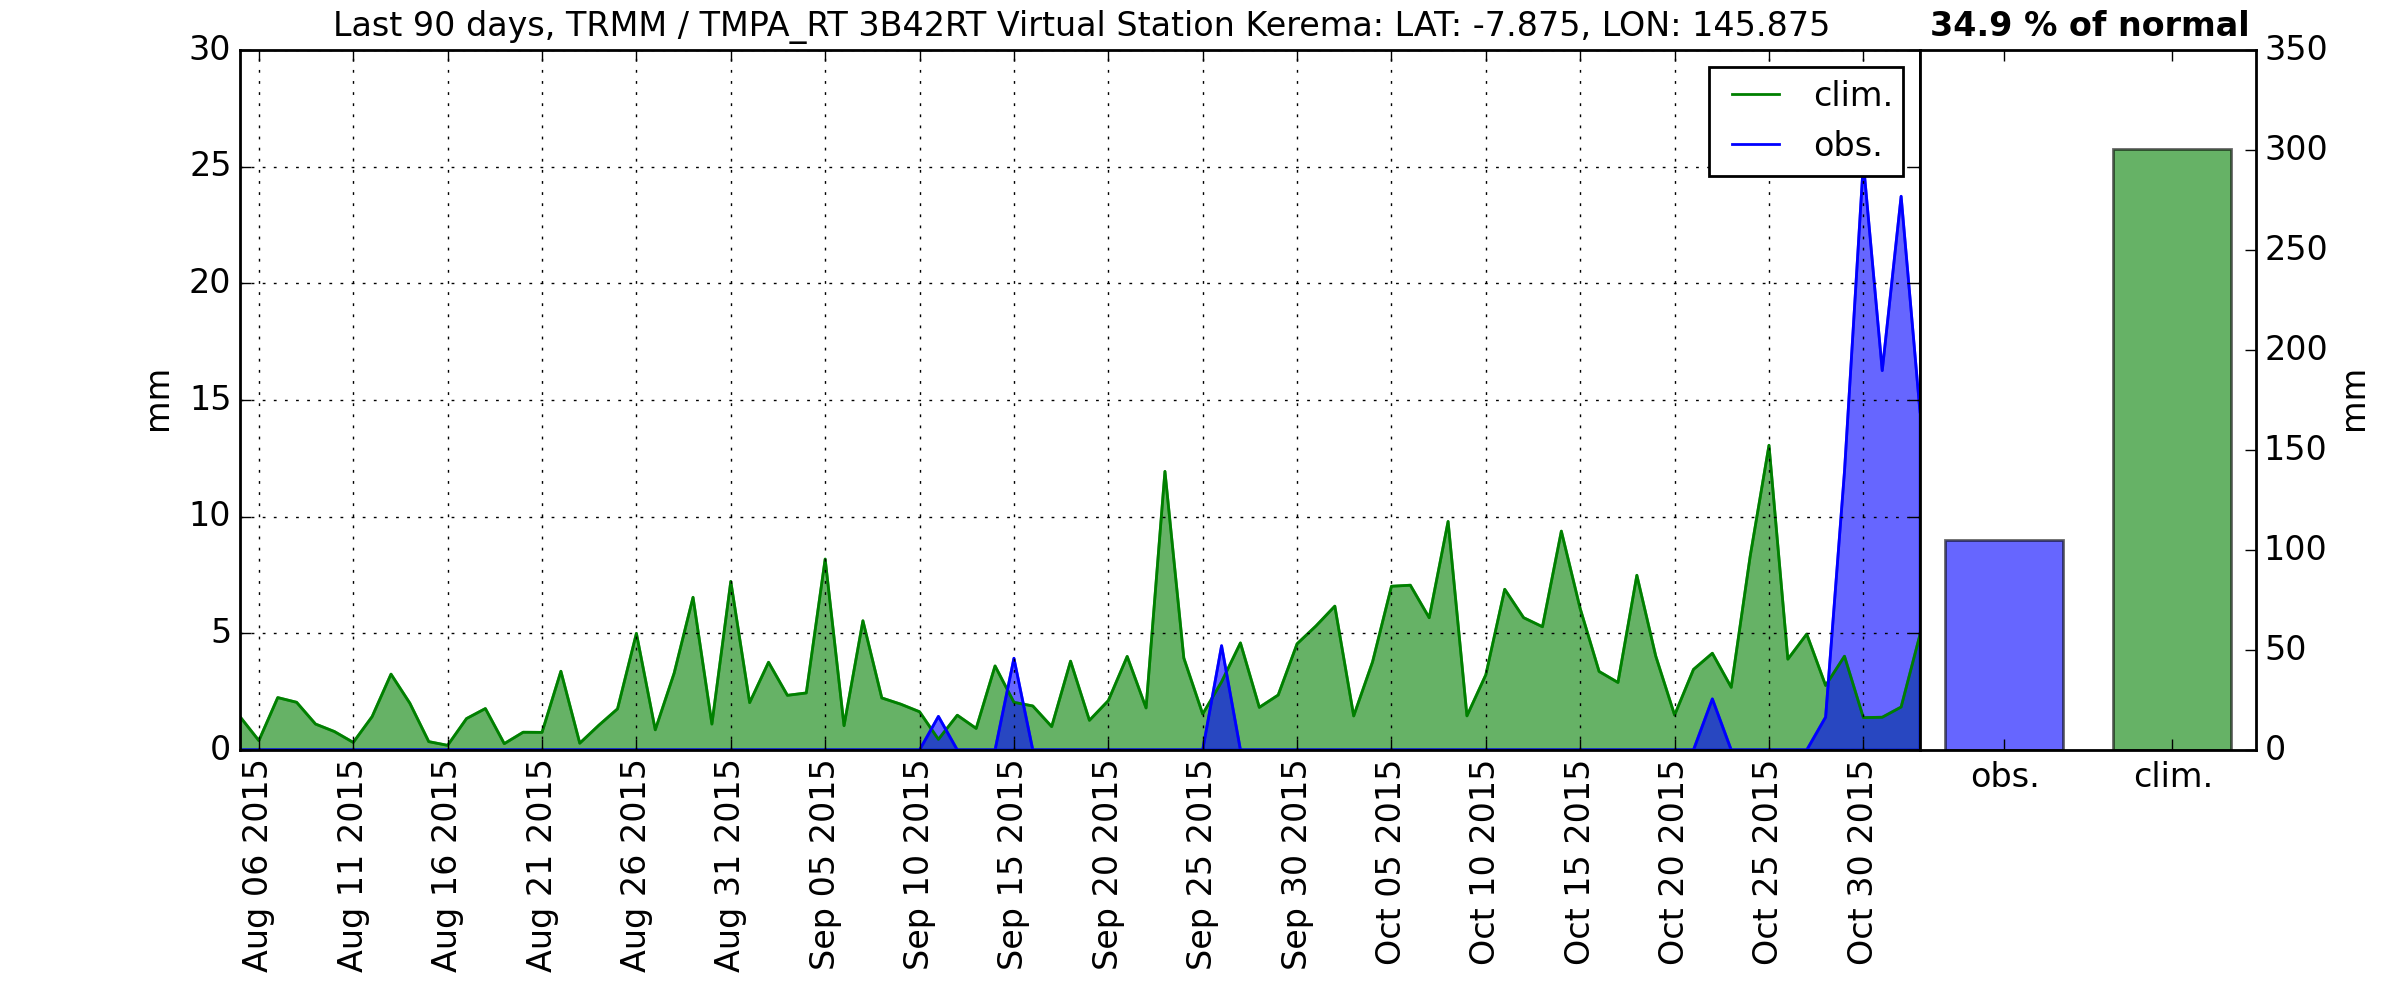 Last 90 days, TRMM / TMPA_RT 3B42RT Virtual Station Kerema: LAT: -7.875, LON: 145.875
34.9 % of normal
30
25
20
15
10
5
0
mm
clim.
obs.
350
300
250
200
150
100
50
0
mm
Aug 06 2015
Aug 11 2015
Aug 16 2015
Aug 21 2015
Aug 26 2015
Aug 31 2015
Sep 05 2015
Sep 10 2015
Sep 15 2015
Sep 20 2015
Sep 25 2015
Sep 30 2015
Oct 05 2015
Oct 10 2015
Oct 15 2015
Oct 20 2015
Oct 25 2015
Oct 30 2015
obs.
clim.